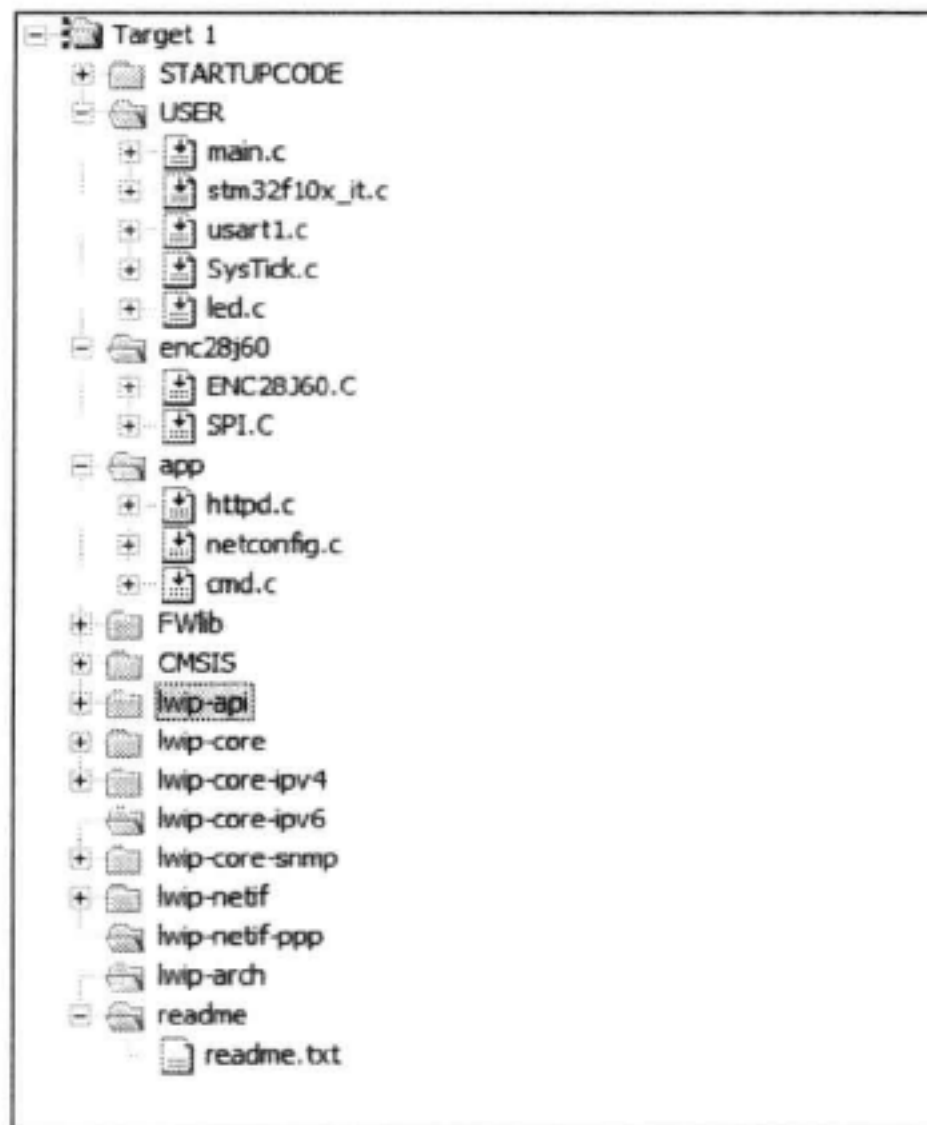 Target 1
STARTUPCODE
USER
main.c
stm32f10x_it.c
usart1.c
SysTick.c
led.c
enc28j60
ENC28J60.C
SPI.C
app
httpd.c
netconfig.c
cmd.c
FWlib
CMSIS
lwip-api
lwip-core
lwip-core-ipv4
lwip-core-ipv6
lwip-core-snmp
lwip-netif
lwip-netif-ppp
lwip-arch
readme
readme.txt